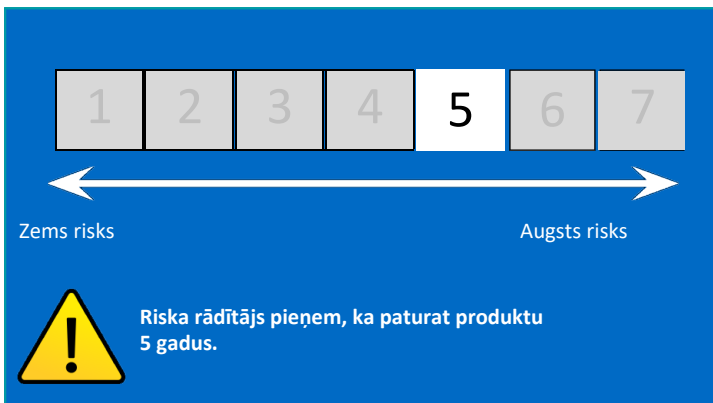 1 2 3 4 5 6 7
Zems risks Augsts risks
Riska rādītājs pieņem, ka paturat produktu
5 gadus.